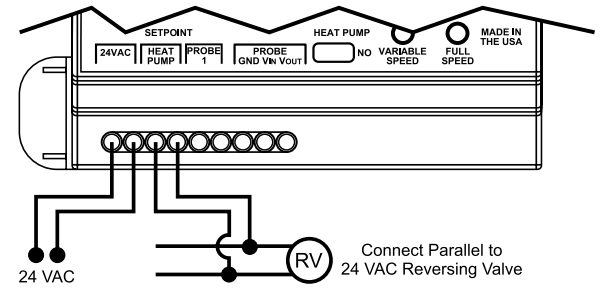 SETPOINT
HEAT PUMP
MADE IN
THE USA
24VAC
HEAT
PUMP
PROBE
1
PROBE
GND VIN VOUT
NO
VARIABLE
SPEED
FULL
SPEED
24 VAC
RV
Connect Parallel to
24 VAC Reversing Valve